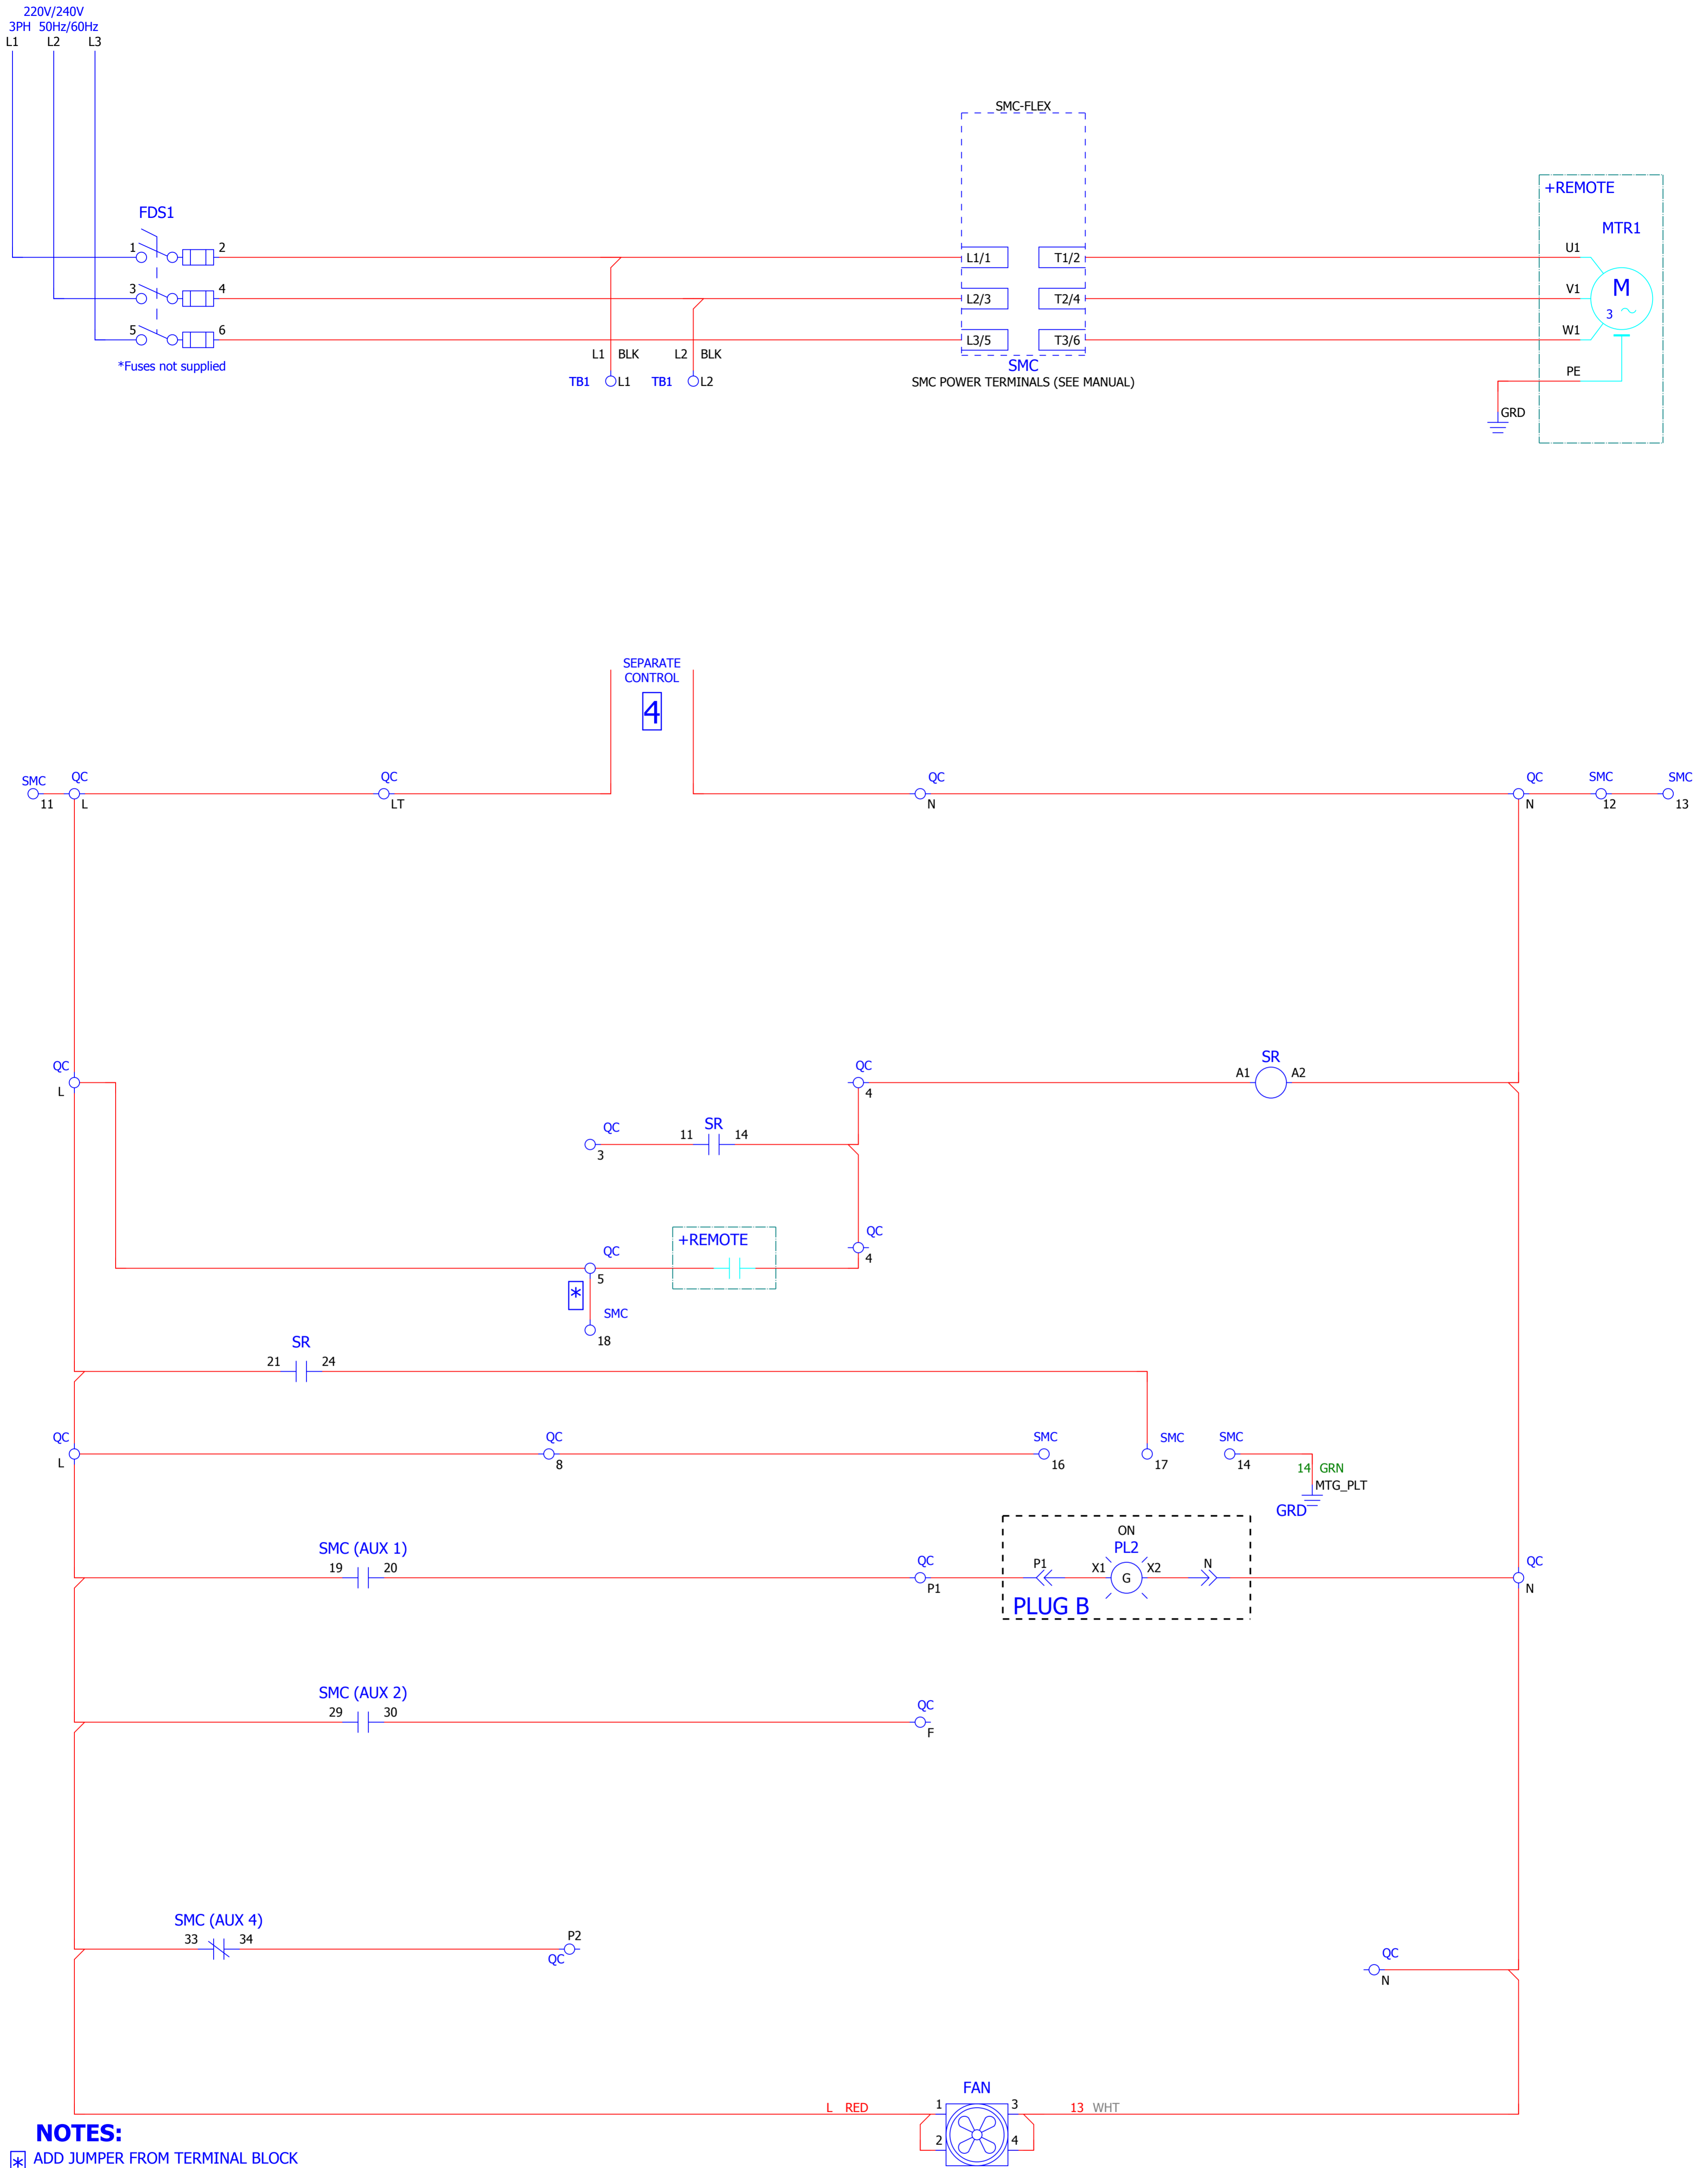 220V/240V
3PH 50Hz/60Hz
L1 L2 L3
SMC-FLEX
+REMOTE
FDS1
MTR1
1 2
L1/1 T1/2
U1
3 4
L2/3 T2/4
V1
M
3
5 6
L3/5 T3/6
W1
*Fuses not supplied
L1 BLK L2 BLK
SMC
PE
TB1 L1 TB1 L2
SMC POWER TERMINALS (SEE MANUAL)
GRD
SEPARATE
CONTROL
4
SMC QC QC QC QC SMC SMC
11 L LT N N 12 13
QC QC SR
A1 A2
L 4
QC SR
11 14
3
QC
+REMOTE
QC
4
5
*
SMC
18
SR
21 24
QC QC SMC SMC SMC
L 8 16 17 14
14 GRN
MTG_PLT
GRD
ON
SMC (AUX 1)
PL2
19 20
QC
P1 X1 X2 N
QC
G
P1 N
PLUG B
SMC (AUX 2)
29 30
QC
F
SMC (AUX 4)
33 34
P2
QC
QC
N
FAN
L RED 1 3 13 WHT
2 4
NOTES:
* ADD JUMPER FROM TERMINAL BLOCK